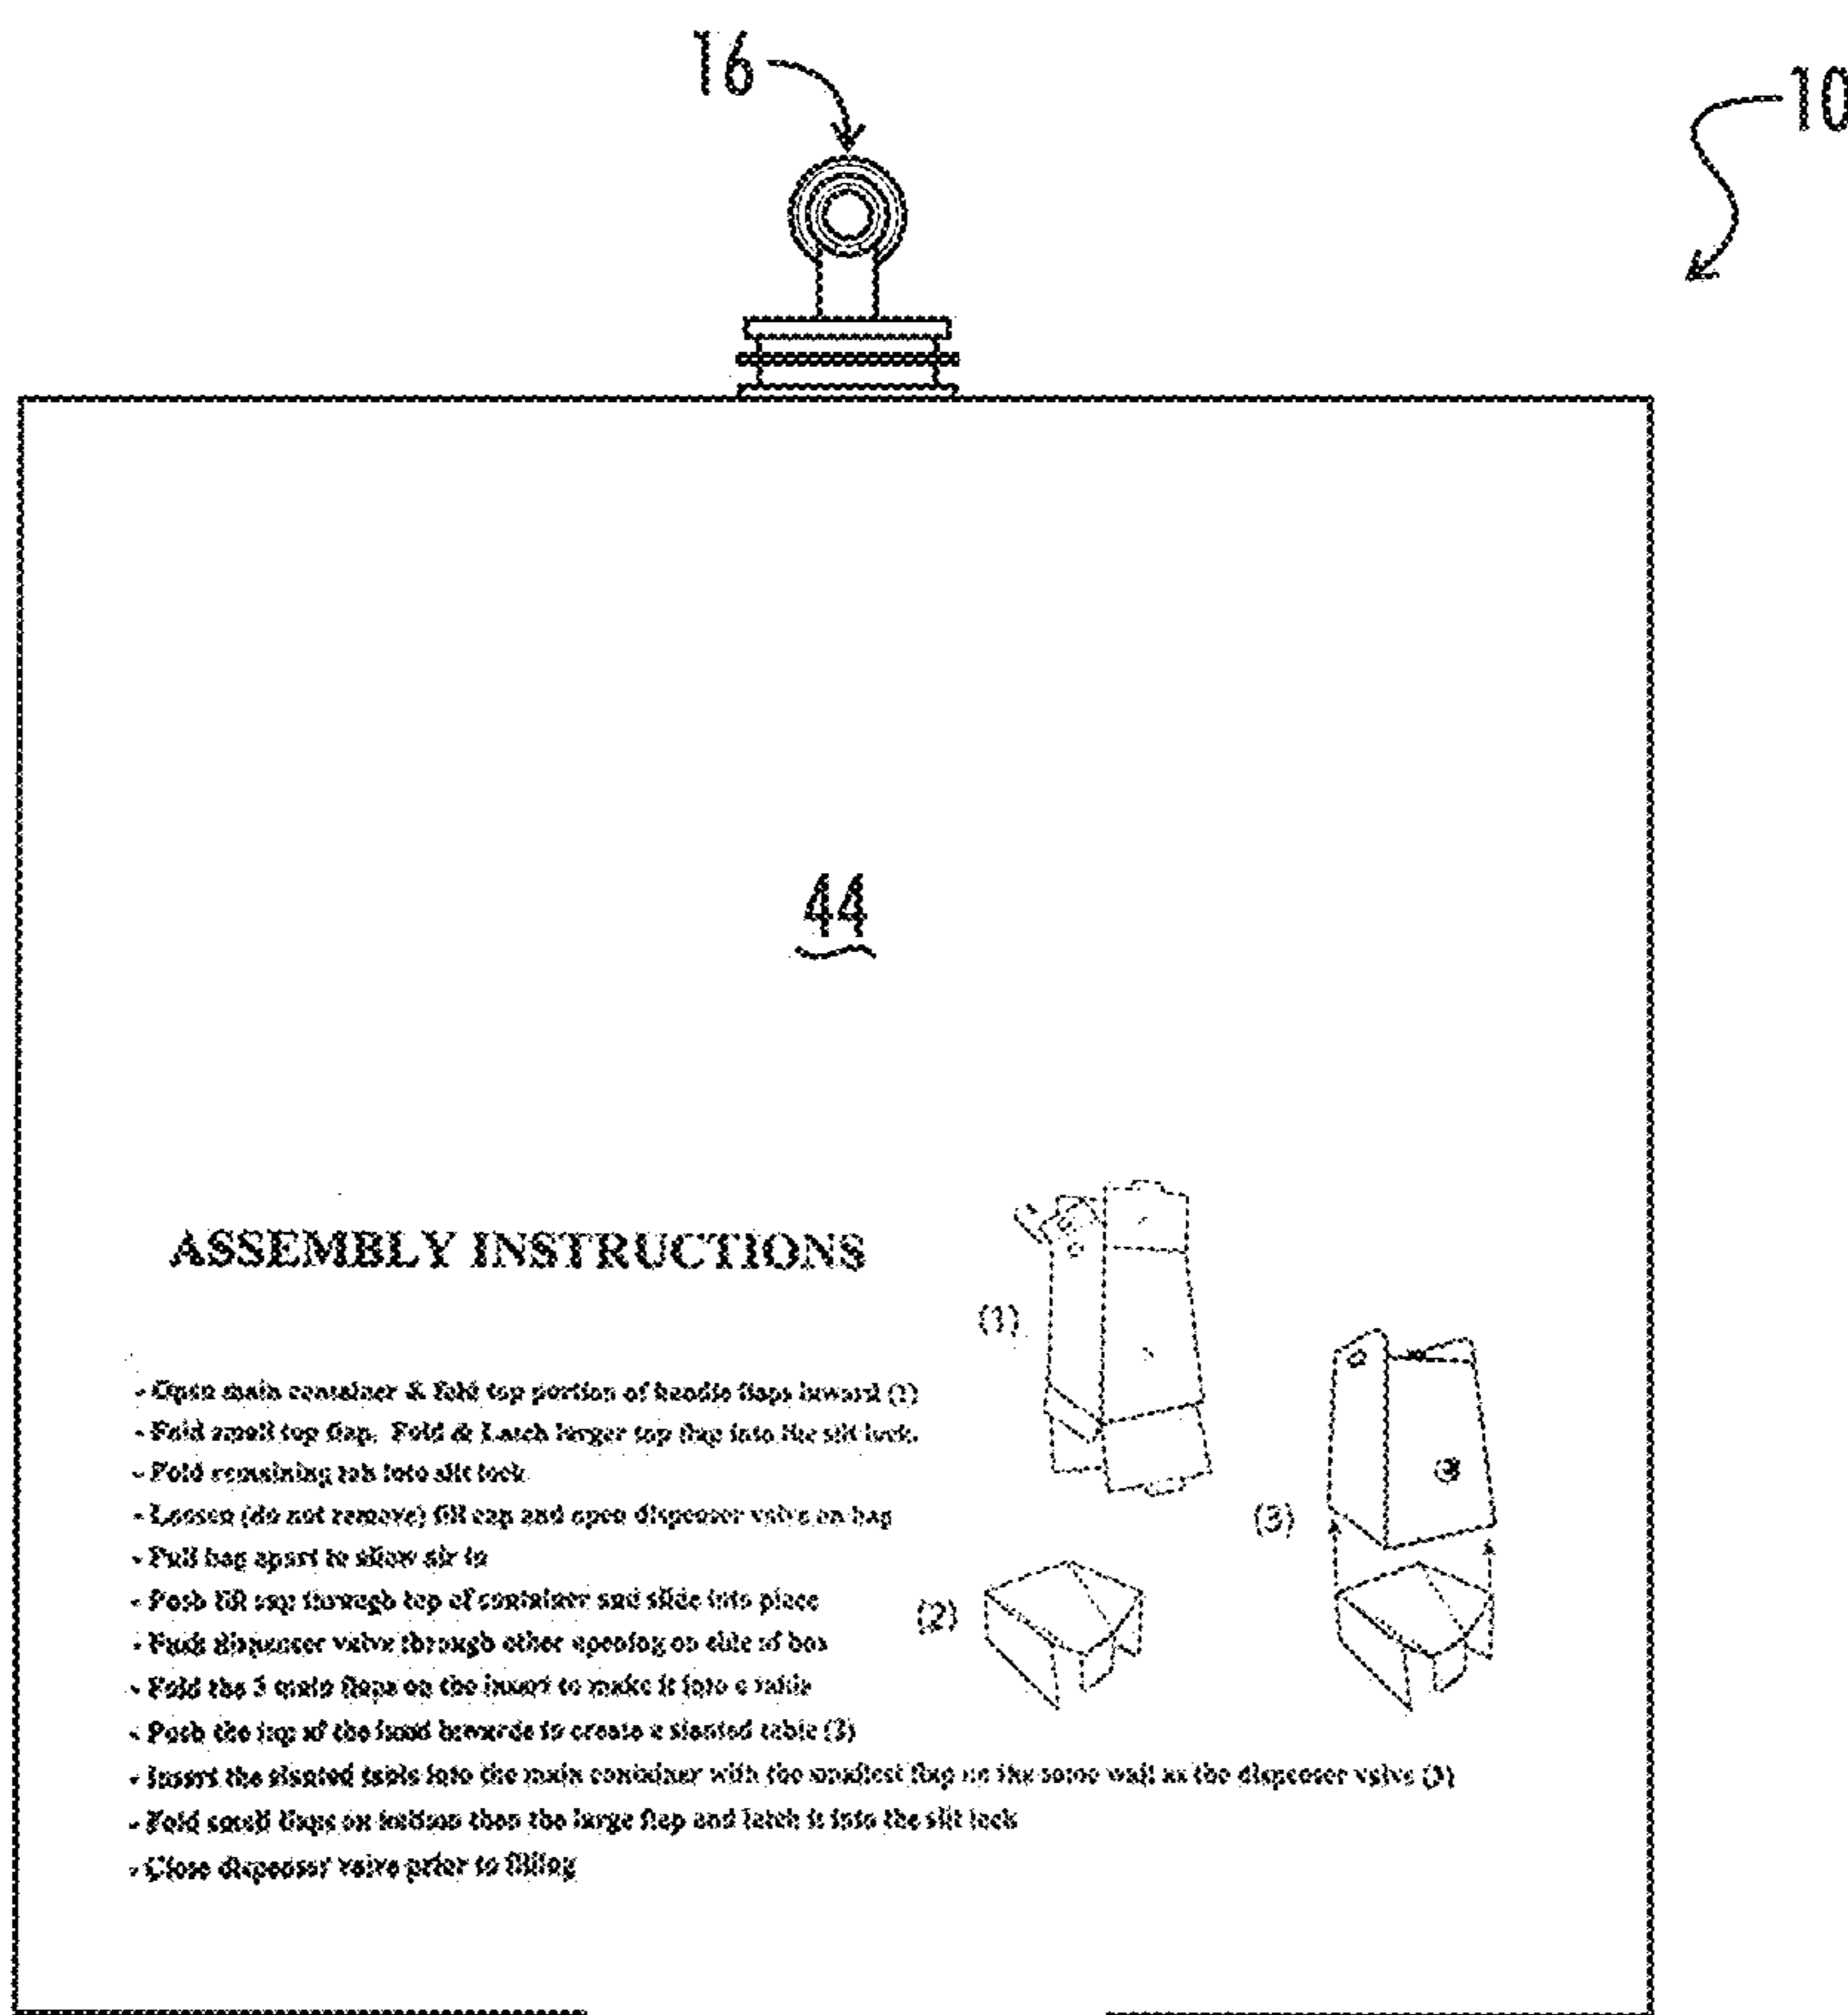 16
10
44
ASSEMBLY INSTRUCTIONS
(1)
- Open main container & fold top portion of handle flaps inward (1)
- Fold small top flap. Fold & Latch larger top flap into the slit lock.
- Fold remaining tab into slit lock
- Loosen (do not remove) fill cap and open dispenser valve on bag
(3)
- Pull bag apart to allow air in
- Push fill cap through top of container and slide into place
(2)
- Push dispenser valve through other opening on side of box
- Fold the 3 main flaps on the insert to make it into a table
- Push the top of the inwards to create a slanted table (2)
- Insert the slanted table into the main container with the smallest flap on the same wall as the dispenser valve (3)
- Fold small flaps on bottom then the large flap and latch it into the slit lock
- Close dispenser valve prior to filling